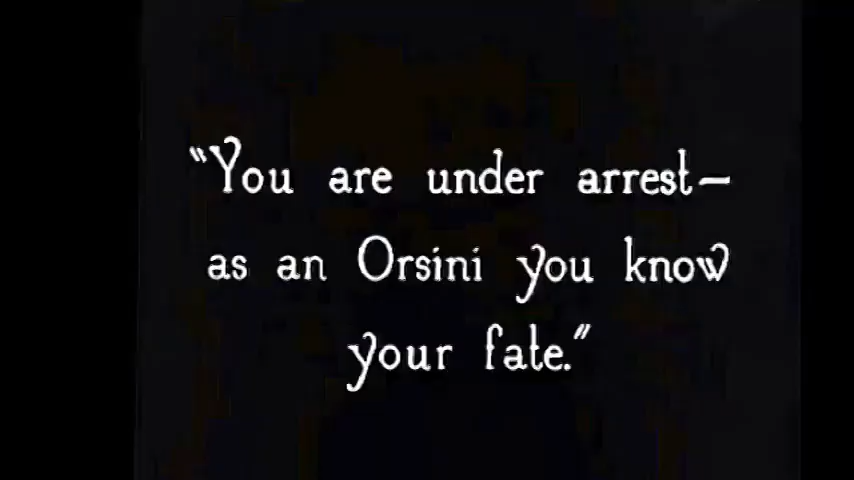 "You are under arrest—
as an Orsini you know
your fate."